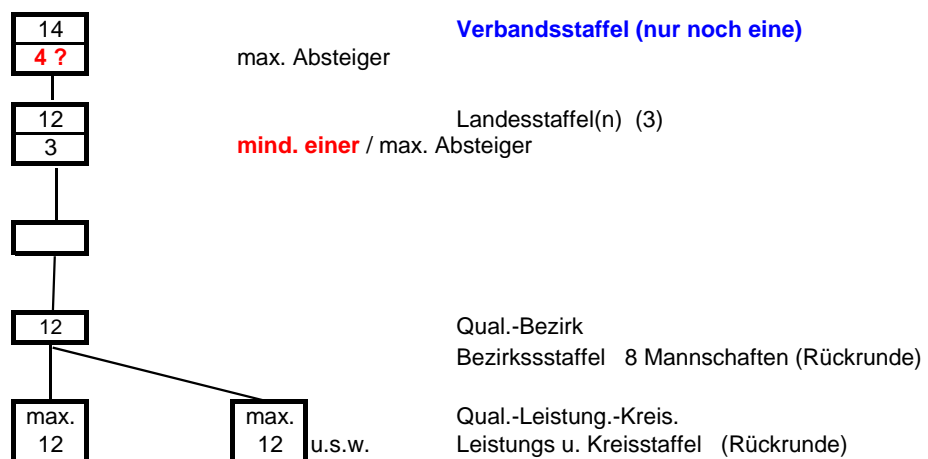 14 Verbandsstaffel (nur noch eine)
4 ? max. Absteiger
12 Landesstaffel(n) (3)
3 mind. einer / max. Absteiger
12 Qual.-Bezirk
Bezirkssstaffel 8 Mannschaften (Rückrunde)
max. max. Qual.-Leistung.-Kreis.
12 12 u.s.w. Leistungs u. Kreisstaffel (Rückrunde)